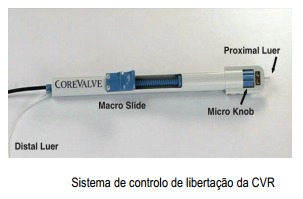 Proximal Luer
COREVALVE
Macro Slide
Micro Knob
Distal Luer
Sistema de controlo de libertação da CVR